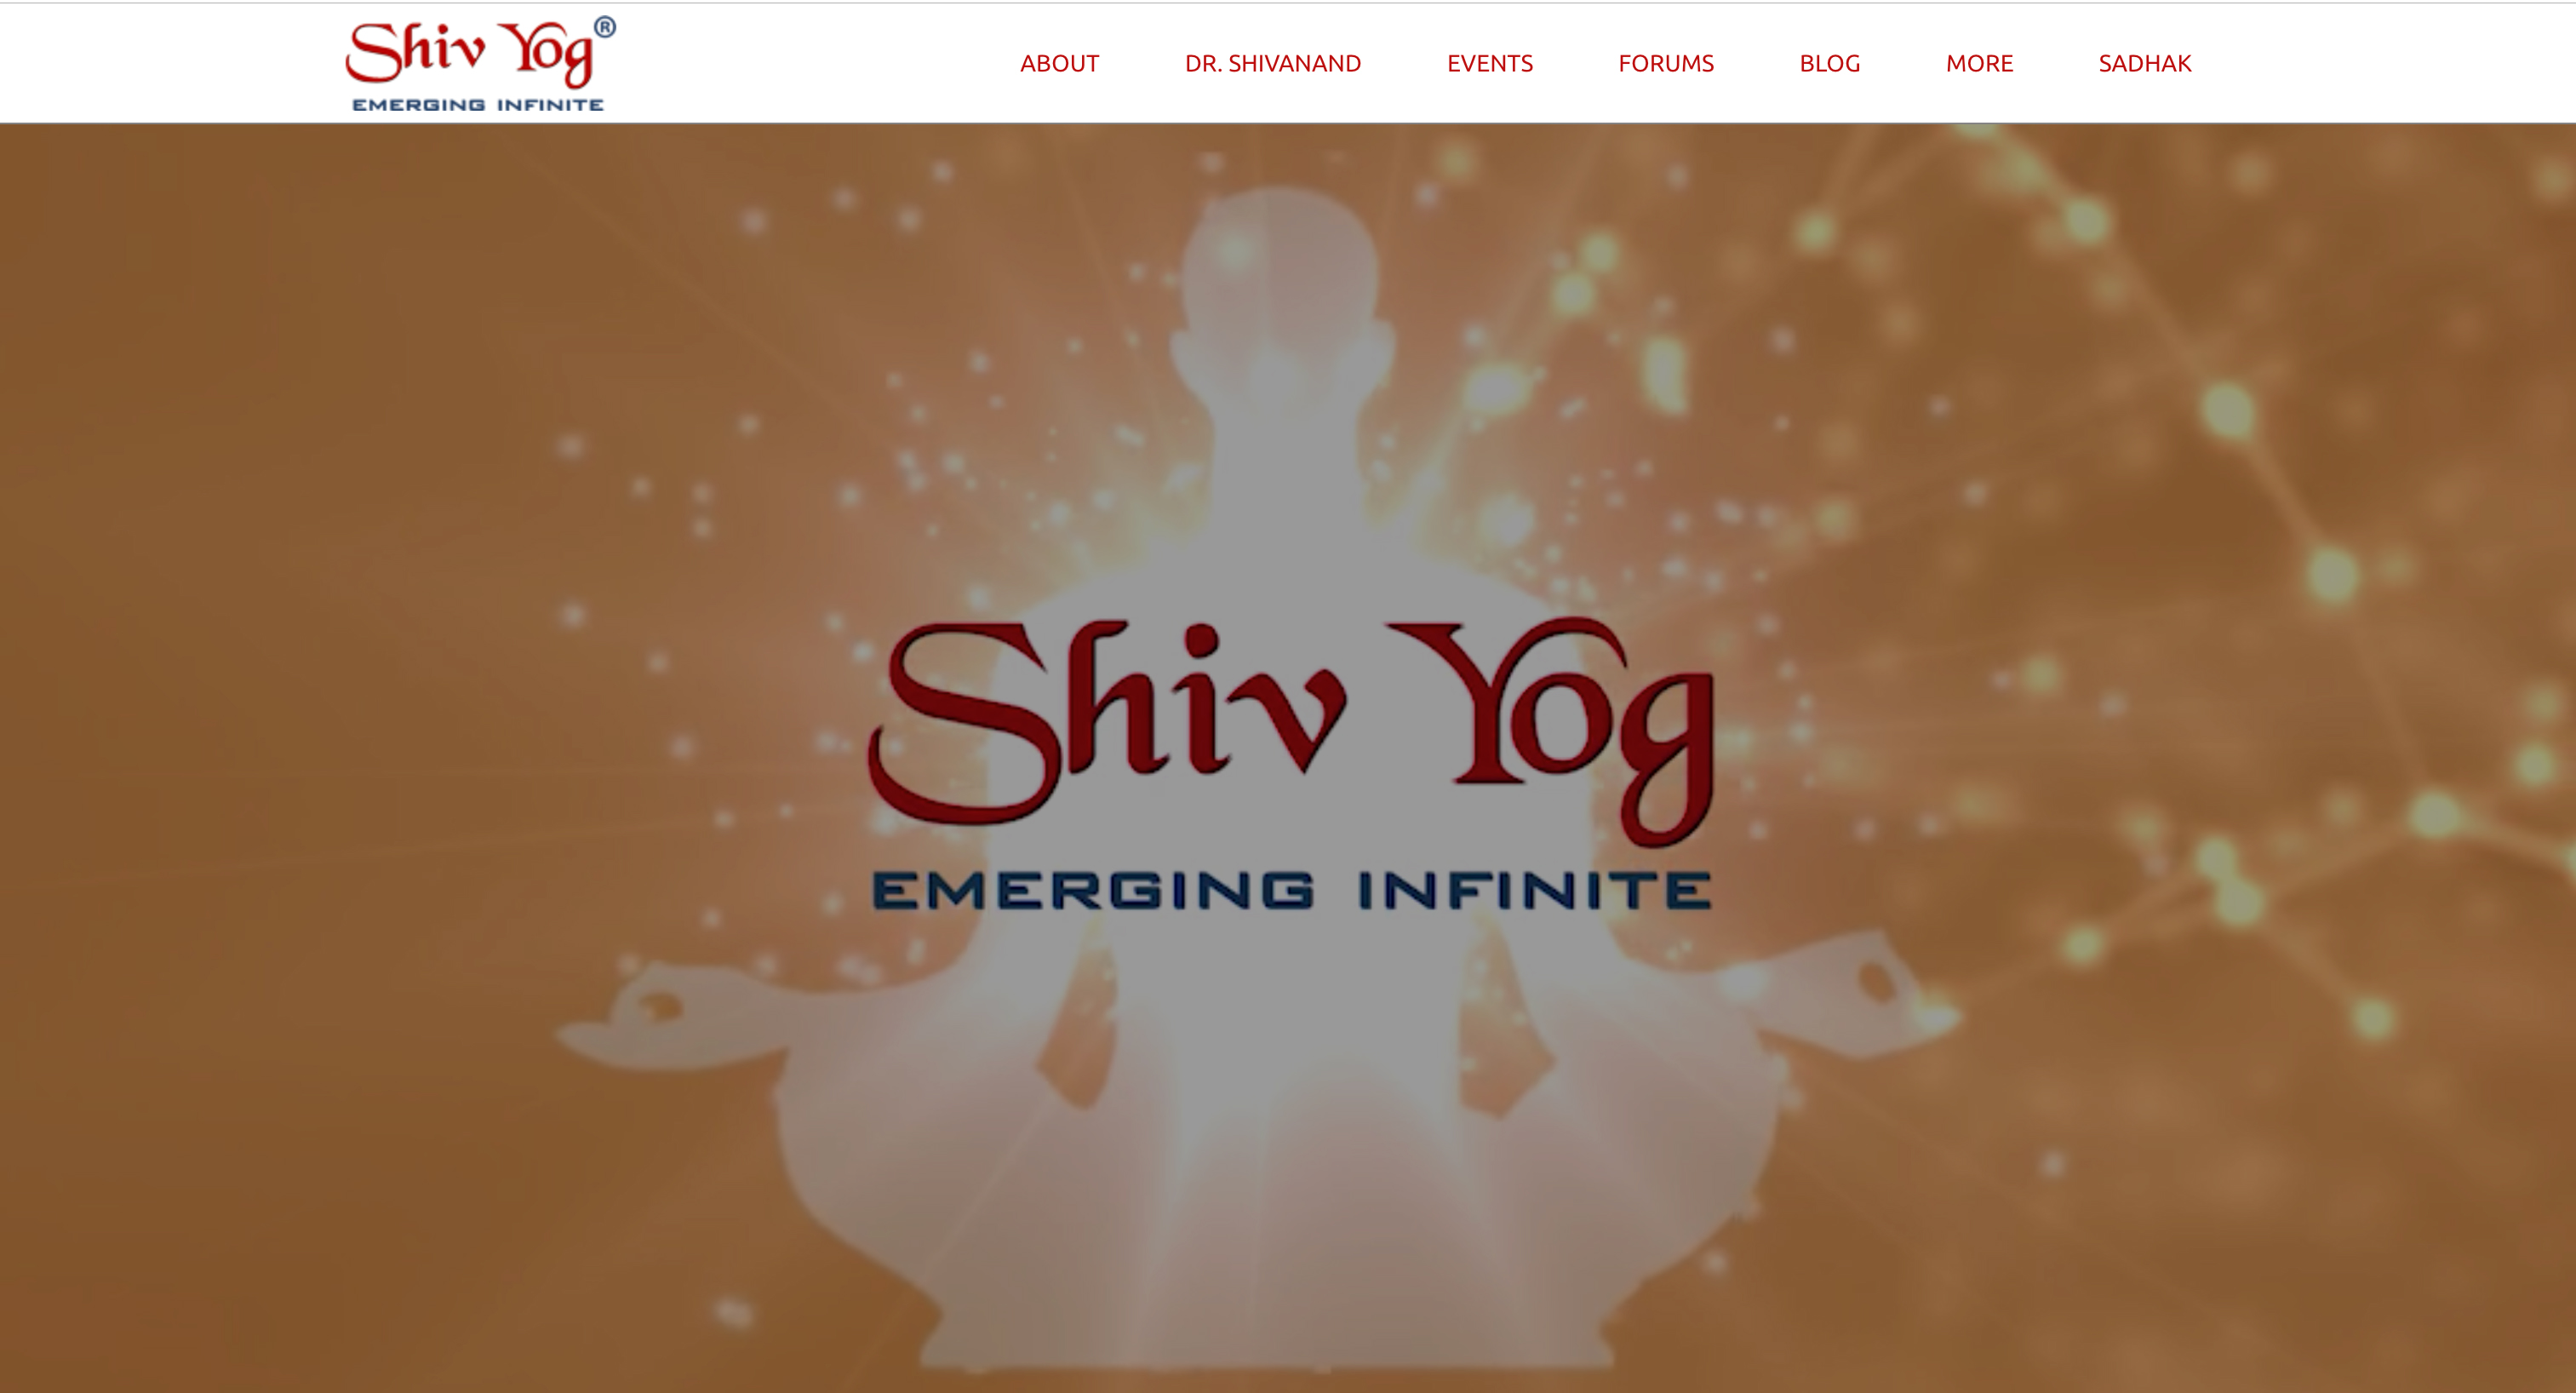 Shiv Yog®
EMERGING INFINITE
ABOUT DR. SHIVANAND EVENTS FORUMS BLOG MORE SADHAK
Shiv Yog
EMERGING INFINITE